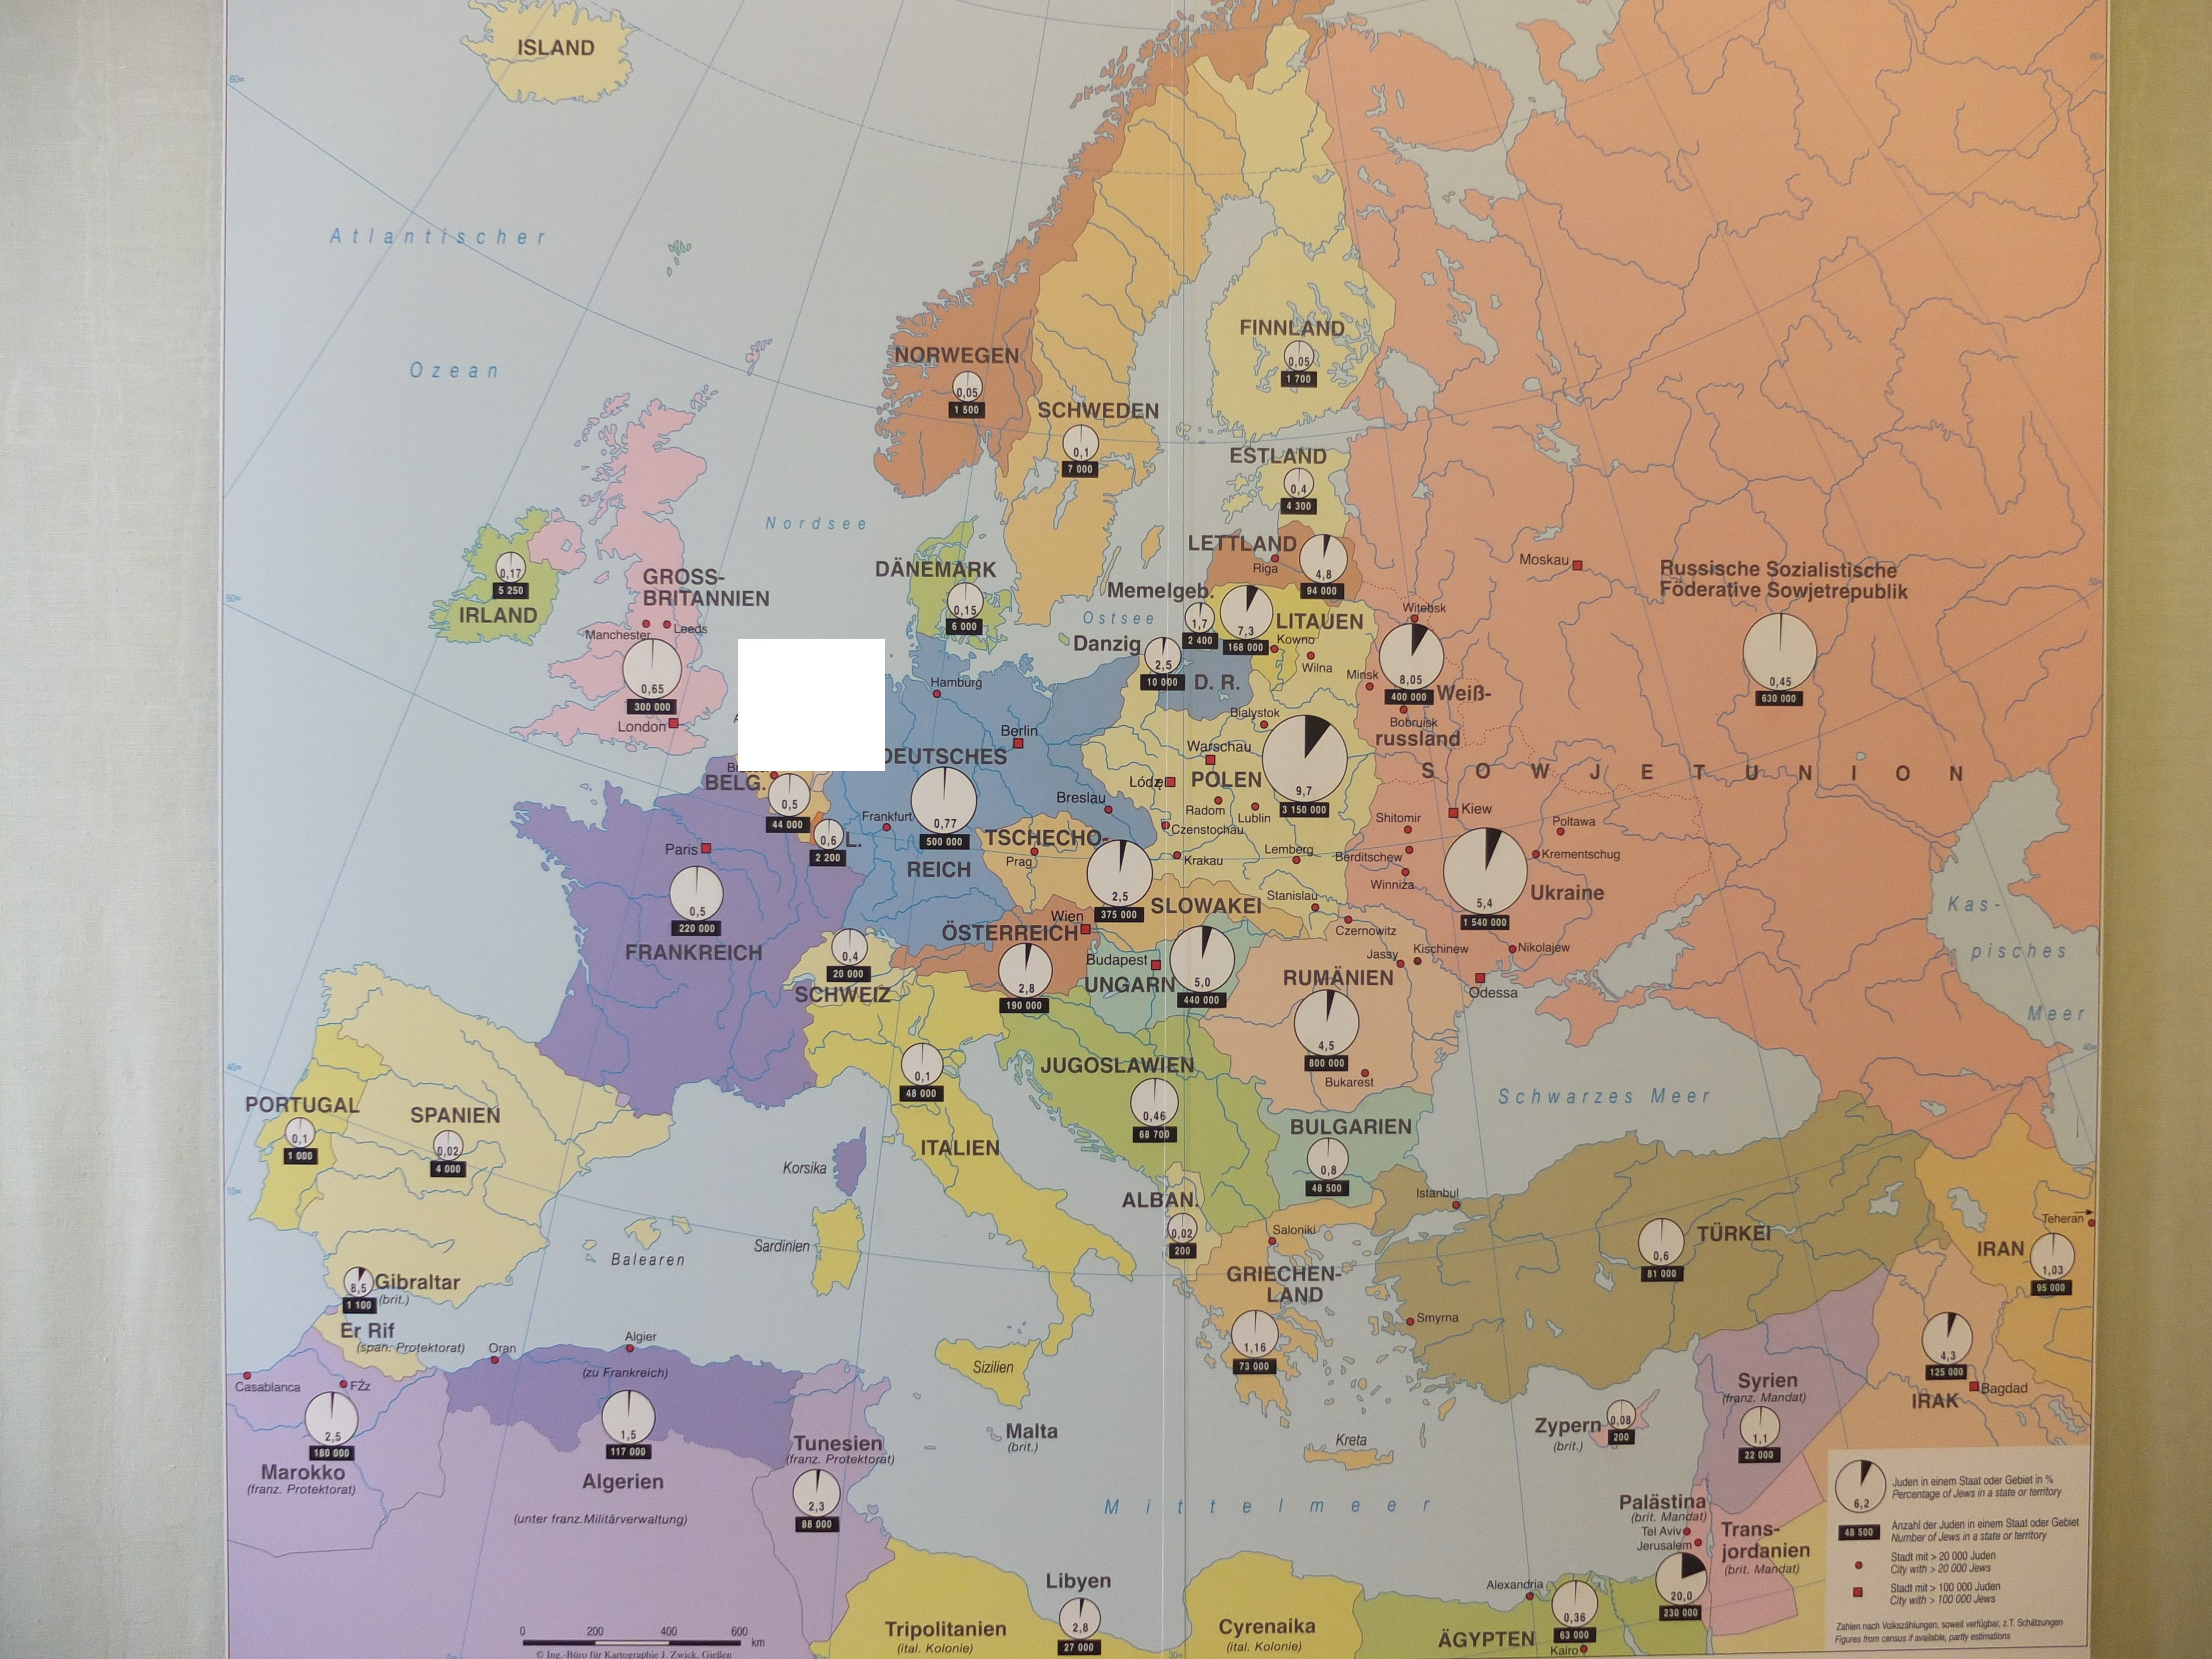 ISLAND
60°
60°
Atlantischer
Ozean
NORWEGEN
0,05
1 500
FINNLAND
0,05
1 700
SCHWEDEN
0,1
7 000
ESTLAND
0,4
4 300
Nordsee
LETTLAND
Riga
4,8
94 000
Moskau
Russische Sozialistische
Föderative Sowjetrepublik
0,45
630 000
0,17
5 250
IRLAND
GROSS-
BRITANNIEN
Manchester
Leeds
0,65
300 000
London
DÄNEMARK
0,15
6 000
Ostsee
Memelgeb.
1,7
2 400
7,3
168 000
LITAUEN
Kowno
Wilna
Danzig
2,5
10 000
D. R.
Witebsk
Minsk
8,05
400 000
Weiß-
russland
Bobruisk
Hamburg
Berlin
DEUTSCHES
REICH
0,77
500 000
Frankfurt
Breslau
Bialystok
Warschau
Lódz
POLEN
9,7
3 150 000
Radom
Lublin
Czenstochau
Krakau
Lemberg
Stanislau
SOWJETUNION
Kiew
Shitomir
Berditschew
Winniza
Poltawa
Krementschug
5,4
1 540 000
Ukraine
Nikolajew
Odessa
BELG.
0,5
44 000
0,6
2 200
L.
Paris
0,5
220 000
FRANKREICH
TSCHECHO-
Prag
2,5
375 000
SLOWAKEI
Wien
ÖSTERREICH
2,8
190 000
0,4
20 000
SCHWEIZ
Budapest
UNGARN
5,0
440 000
Czernowitz
Jassy
Kischinew
RUMÄNIEN
4,5
800 000
Bukarest
Kas-
pisches
Meer
Schwarzes Meer
JUGOSLAWIEN
0,46
68 700
0,1
48 000
ITALIEN
BULGARIEN
0,8
48 500
PORTUGAL
0,1
1 000
SPANIEN
0,02
4 000
Korsika
Sardinien
Balearen
ALBAN.
0,02
200
Saloniki
Istanbul
GRIECHEN-
LAND
1,16
73 000
Smyrna
TÜRKEI
0,6
81 000
Teheran
IRAN
1,03
95 000
4,3
125 000
IRAK
Bagdad
8,5
1 100
Gibraltar
(brit.)
Er Rif
(span. Protektorat)
Oran
Algier
(zu Frankreich)
Casablanca
FŹz
2,5
180 000
Marokko
(franz. Protektorat)
1,5
117 000
Algerien
(unter franz.Militärverwaltung)
Tunesien
(franz. Protektorat)
2,3
88 000
Sizilien
Malta
(brit.)
Kreta
Mittelmeer
Zypern
(brit.)
0,08
200
Syrien
(franz. Mandat)
1,1
22 000
Palästina
(brit. Mandat)
Tel Aviv
Jerusalem
20,0
230 000
Trans-
jordanien
(brit. Mandat)
Libyen
2,8
27 000
Tripolitanien
(ital. Kolonie)
Cyrenaika
(ital. Kolonie)
ÄGYPTEN
Alexandria
0,36
63 000
Kairo
0 200 400 600 km
© Ing.-Büro für Kartographie J. Zwick, Gießen
6,2
Juden in einem Staat oder Gebiet in %
Percentage of Jews in a state or territory
48 500
Anzahl der Juden in einem Staat oder Gebiet
Number of Jews in a state or territory
Stadt mit > 20 000 Juden
City with > 20 000 Jews
Stadt mit > 100 000 Juden
City with > 100 000 Jews
Zahlen nach Volkszählungen, soweit verfügbar, z.T. Schätzungen
Figures from census if available, partly estimations